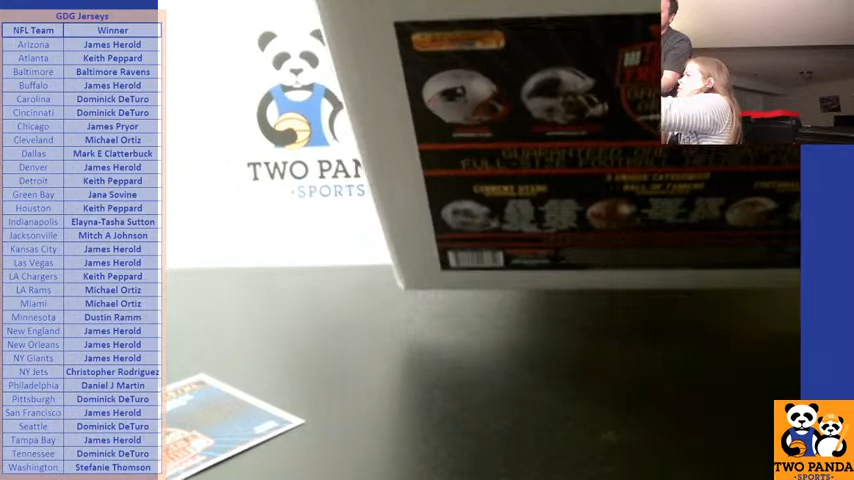 GDG Jerseys
NFL Team Winner
Arizona James Herold
Atlanta Keith Peppard
Baltimore Baltimore Ravens
Buffalo James Herold
Carolina Dominick DeTuro
Cincinnati Dominick DeTuro
Chicago James Pryor
Cleveland Michael Ortiz
Dallas Mark E Clatterbuck
Denver James Herold
Detroit Keith Peppard
Green Bay Jana Sovine
Houston Keith Peppard
Indianapolis Elayna-Tasha Sutton
Jacksonville Mitch A Johnson
Kansas City James Herold
Las Vegas James Herold
LA Chargers Keith Peppard
LA Rams Michael Ortiz
Miami Michael Ortiz
Minnesota Dustin Ramm
New England James Herold
New Orleans James Herold
NY Giants James Herold
NY Jets Christopher Rodriguez
Philadelphia Daniel J Martin
Pittsburgh Dominick DeTuro
San Francisco James Herold
Seattle Dominick DeTuro
Tampa Bay James Herold
Tennessee Dominick DeTuro
Washington Stefanie Thomson
TWO PANDA
·SPORTS·
TWO PANDA
·SPORTS·